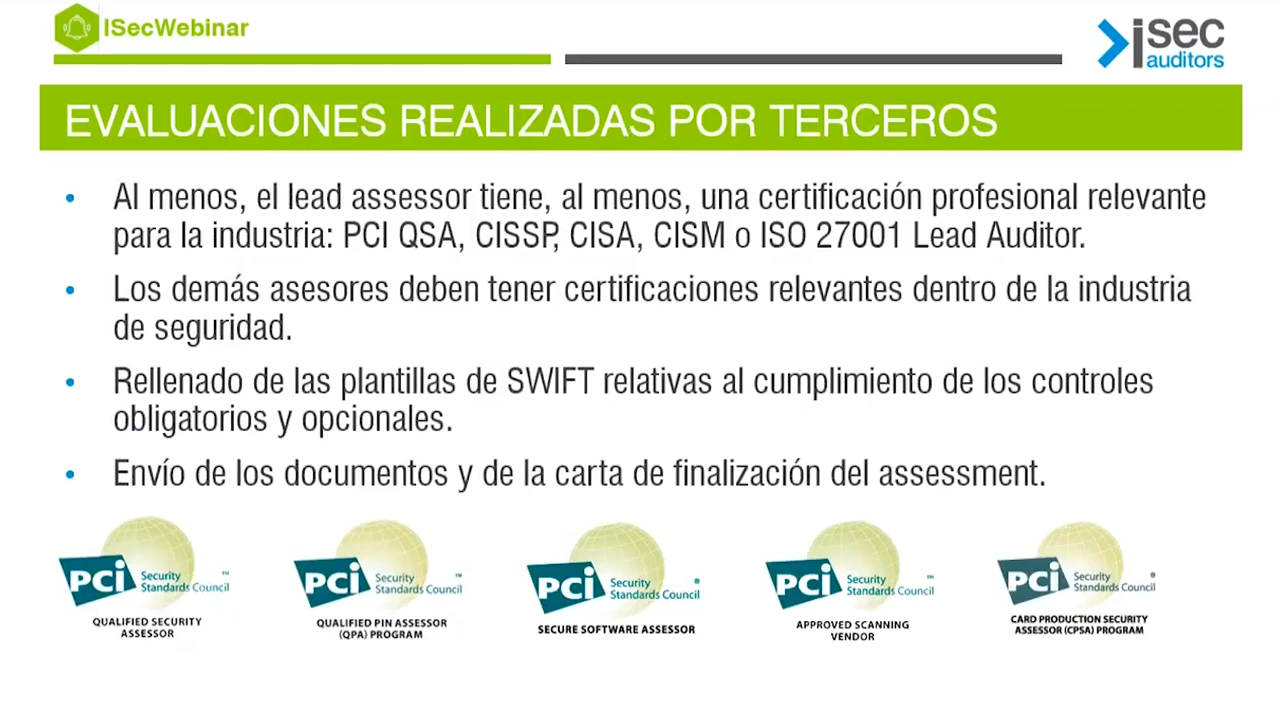 ISecWebinar
isec
auditors
EVALUACIONES REALIZADAS POR TERCEROS
• Al menos, el lead assessor tiene, al menos, una certificación profesional relevante
para la industria: PCI QSA, CISSP, CISA, CISM o ISO 27001 Lead Auditor.
• Los demás asesores deben tener certificaciones relevantes dentro de la industria
de seguridad.
• Rellenado de las plantillas de SWIFT relativas al cumplimiento de los controles
obligatorios y opcionales.
• Envío de los documentos y de la carta de finalización del assessment.
PCi Security Standards Council ™
QUALIFIED SECURITY
ASSESSOR
PCi Security Standards Council ™
QUALIFIED PIN ASSESSOR
(QPA) PROGRAM
PCi Security Standards Council ®
SECURE SOFTWARE ASSESSOR
PCi Security Standards Council ™
APPROVED SCANNING
VENDOR
PCi Security Standards Council ®
CARD PRODUCTION SECURITY
ASSESSOR (CPSA) PROGRAM